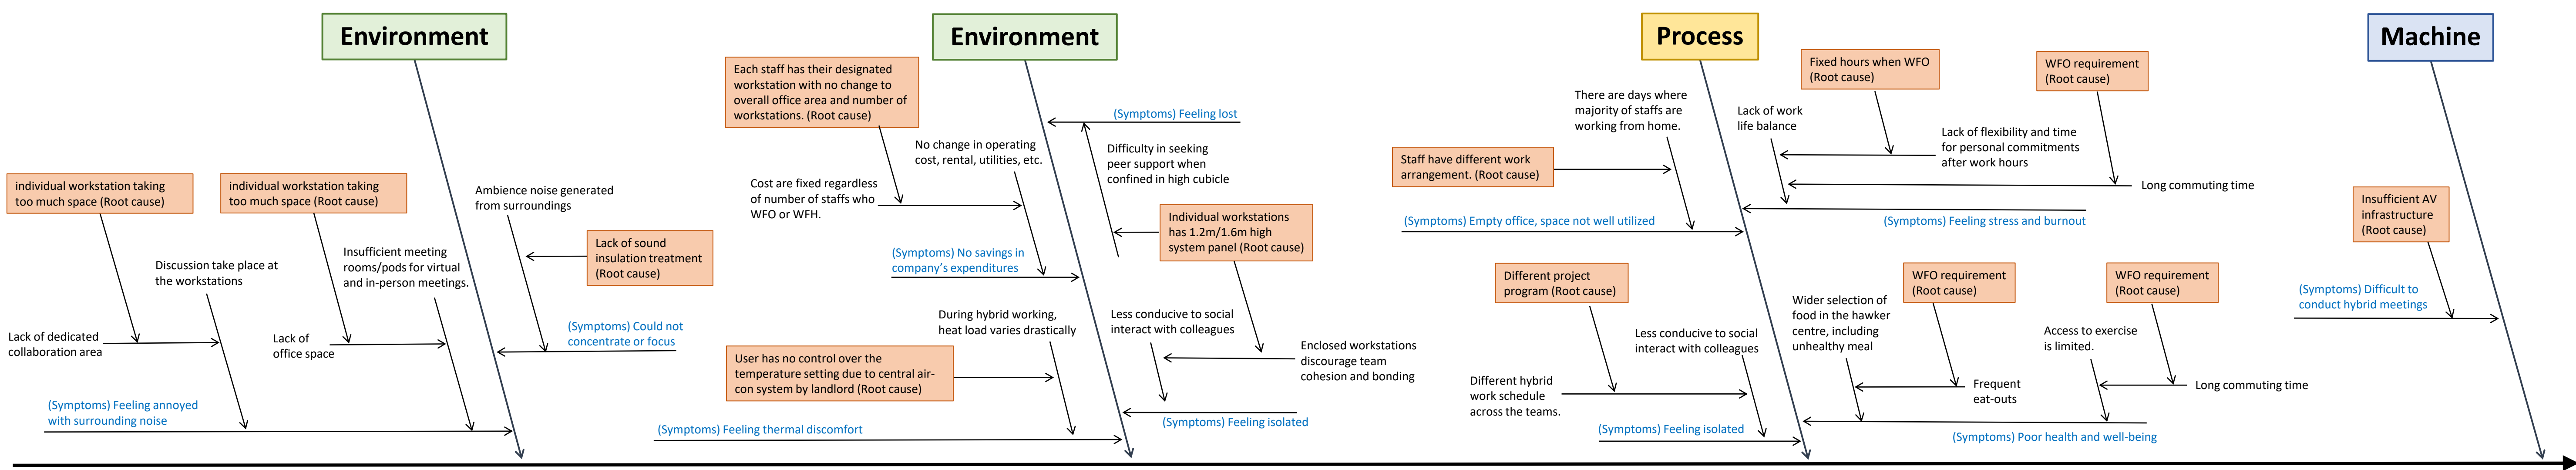 Environment
individual workstation taking
too much space (Root cause)
individual workstation taking
too much space (Root cause)
Ambience noise generated
from surroundings
Lack of sound
insulation treatment
(Root cause)
Discussion take place at
the workstations
Insufficient meeting
rooms/pods for virtual
and in-person meetings.
Lack of dedicated
collaboration area
Lack of
office space
(Symptoms) Could not
concentrate or focus
(Symptoms) Feeling annoyed
with surrounding noise
Environment
Each staff has their designated
workstation with no change to
overall office area and number of
workstations. (Root cause)
(Symptoms) Feeling lost
No change in operating
cost, rental, utilities, etc.
Difficulty in seeking
peer support when
confined in high cubicle
Cost are fixed regardless
of number of staffs who
WFO or WFH.
Individual workstations
has 1.2m/1.6m high
system panel (Root cause)
(Symptoms) No savings in
company's expenditures
During hybrid working,
heat load varies drastically
Less conducive to social
interact with colleagues
User has no control over the
temperature setting due to central air-
con system by landlord (Root cause)
Enclosed workstations
discourage team
cohesion and bonding
(Symptoms) Feeling thermal discomfort
(Symptoms) Feeling isolated
Process
There are days where
majority of staffs are
working from home.
Fixed hours when WFO
(Root cause)
WFO requirement
(Root cause)
Lack of work
life balance
Lack of flexibility and time
for personal commitments
after work hours
Staff have different work
arrangement. (Root cause)
Long commuting time
(Symptoms) Empty office, space not well utilized
(Symptoms) Feeling stress and burnout
Different project
program (Root cause)
WFO requirement
(Root cause)
WFO requirement
(Root cause)
Wider selection of
food in the hawker
centre, including
unhealthy meal
Less conducive to social
interact with colleagues
Access to exercise
is limited.
Different hybrid
work schedule
across the teams.
Frequent
eat-outs
Long commuting time
(Symptoms) Feeling isolated
(Symptoms) Poor health and well-being
Machine
Insufficient AV
infrastructure
(Root cause)
(Symptoms) Difficult to
conduct hybrid meetings